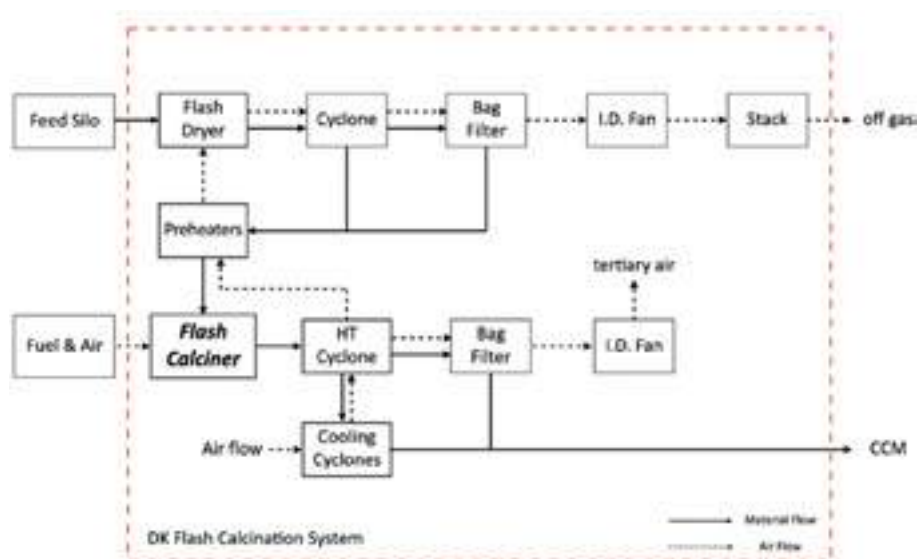 Feed Silo
Flash
Dryer
Cyclone
Bag
Filter
I.D. Fan
Stack
off gas
Preheaters
tertiary air
Fuel & Air
Flash
Calciner
HT
Cyclone
Bag
Filter
I.D. Fan
Air flow
Cooling
Cyclones
CCM
DK Flash Calcination System
Material Flow
Air Flow